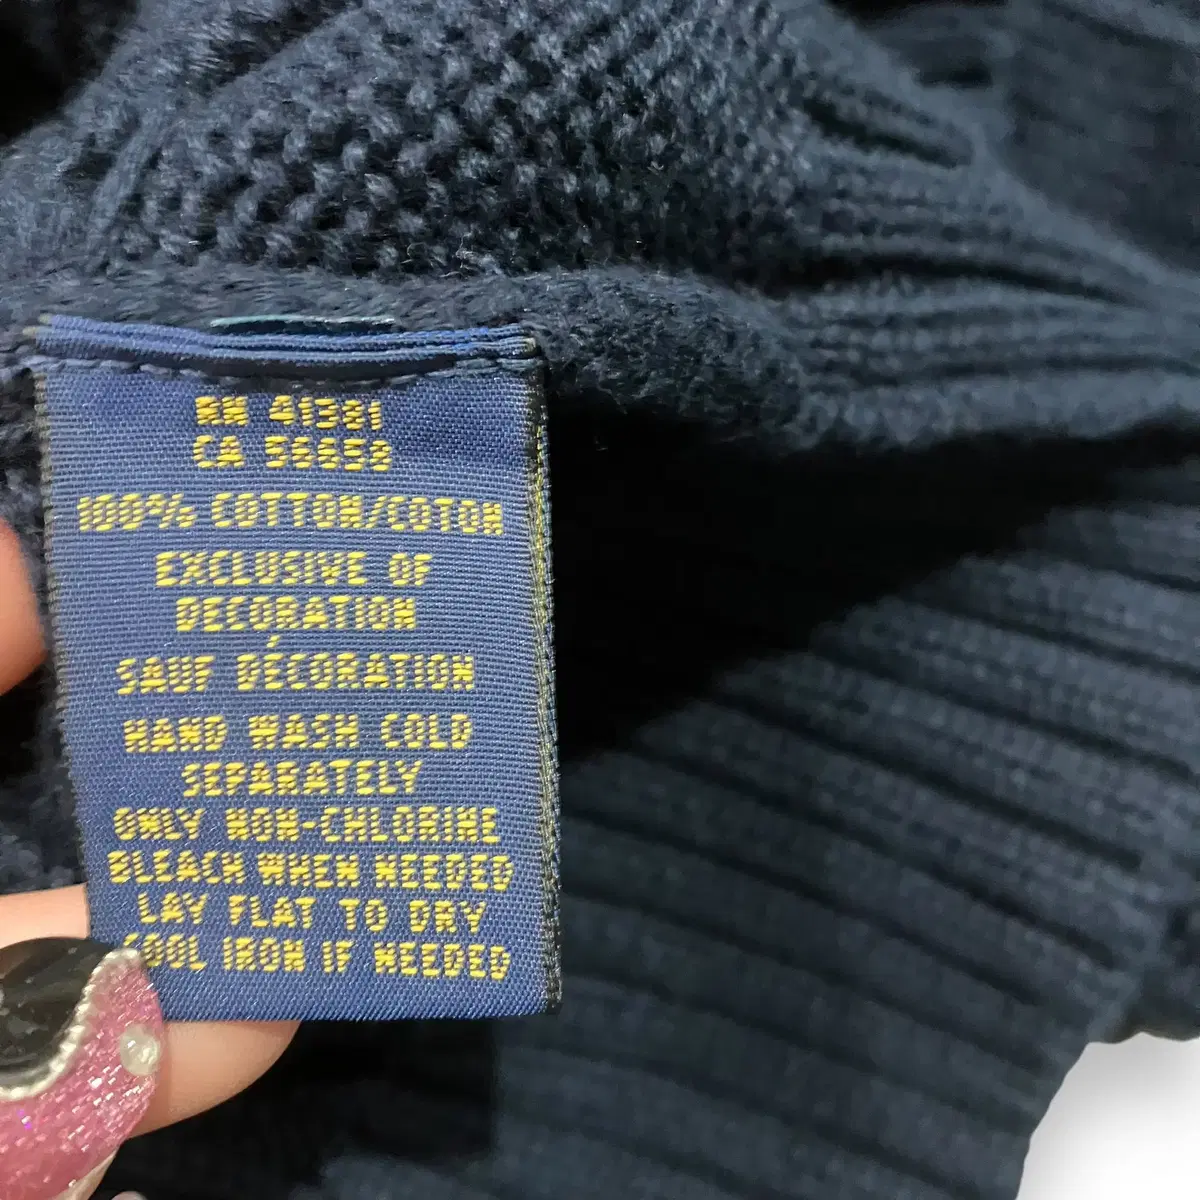 RN 41381
CA 56658
100% COTTON/COTON
EXCLUSIVE OF
DECORATION
SAUF DÉCORATION
HAND WASH COLD
SEPARATELY
ONLY NON-CHLORINE
BLEACH WHEN NEEDED
LAY FLAT TO DRY
COOL IRON IF NEEDED